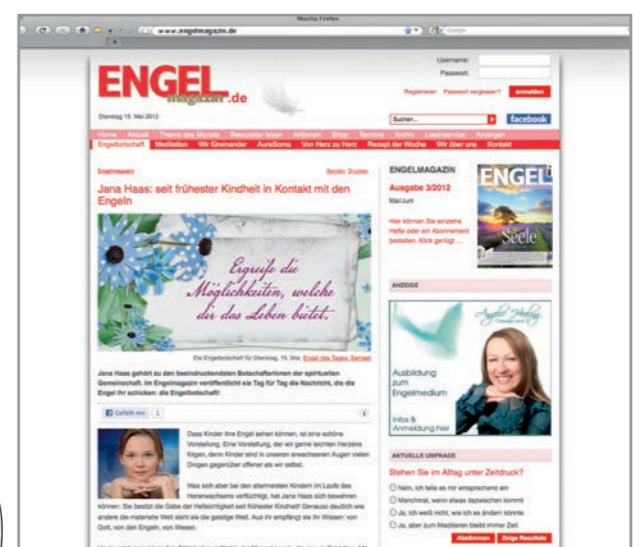 Mozilla Firefox
www.engelmagazin.de
Google
ENGEL
magazin.de
Dienstag 15. Mai 2012
Username:
Passwort:
Registrieren Passwort vergessen? anmelden
Suchen...
facebook
Home Aktuell Thema des Monats Bewusster leben Aktionen Shop Termine Archiv Leserservice Anzeigen
Engelbotschaft Meditation Wir füreinander AuraSoma Von Herz zu Herz Rezept der Woche Wir über uns Kontakt
Engelmagazin
Senden Drucken
Jana Haas: seit frühester Kindheit in Kontakt mit den
Engeln
Ergreife die
Möglichkeiten, welche
dir das Leben bietet.
Die Engelbotschaft für Dienstag, 15. Mai, Engel des Tages: Samael
Jana Haas gehört zu den beeindruckendsten Botschafterinnen der spirituellen
Gemeinschaft. Im Engelmagazin veröffentlicht sie Tag für Tag die Nachricht, die die
Engel ihr schicken: die Engelbotschaft!
Gefällt mir 1
Dass Kinder ihre Engel sehen können, ist eine schöne
Vorstellung. Eine Vorstellung, der wir gerne leichten Herzens
folgen, denn Kinder sind in unseren erwachsenen Augen vielen
Dingen gegenüber offener als wir selbst.
Was sich aber bei den allermeisten Kindern im Laufe des
Heranwachsens verflüchtigt, hat Jana Haas sich bewahren
können: Sie besitzt die Gabe der Hellsichtigkeit seit frühester Kindheit! Genauso deutlich wie
andere die materielle Welt sieht sie die geistige Welt. Aus ihr empfängt sie ihr Wissen: von
Gott, von den Engeln, von Wesen.
ENGELMAGAZIN
Ausgabe 3/2012
Mai/Juni
Hier können Sie einzelne
Hefte oder ein Abonnement
bestellen. Klick genügt ...
ENGEL
Seele
ANZEIGE
Angelic Healing
Ausbildung
zum
Engelmedium
Infos &
Anmeldung hier
AKTUELLE UMFRAGE
Stehen Sie im Alltag unter Zeitdruck?
Nein, ich teile es mir entsprechend ein
Manchmal, wenn etwas dazwischen kommt
Ja, ich weiß nicht, wie ich es ändern könnte
Ja, aber zum Meditieren bleibt immer Zeit
Abstimmen Zeige Resultate